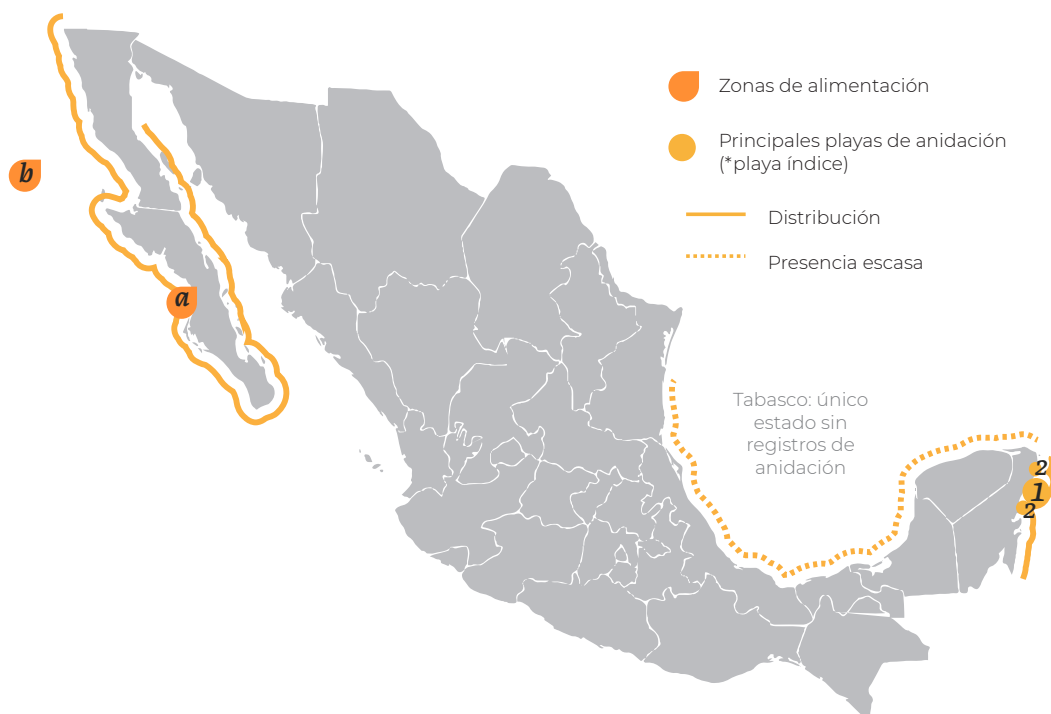 Zonas de alimentación
Principales playas de anidación
(*playa índice)
Distribución
Presencia escasa
b
a
Tabasco: único
estado sin
registros de
anidación
2
1
2